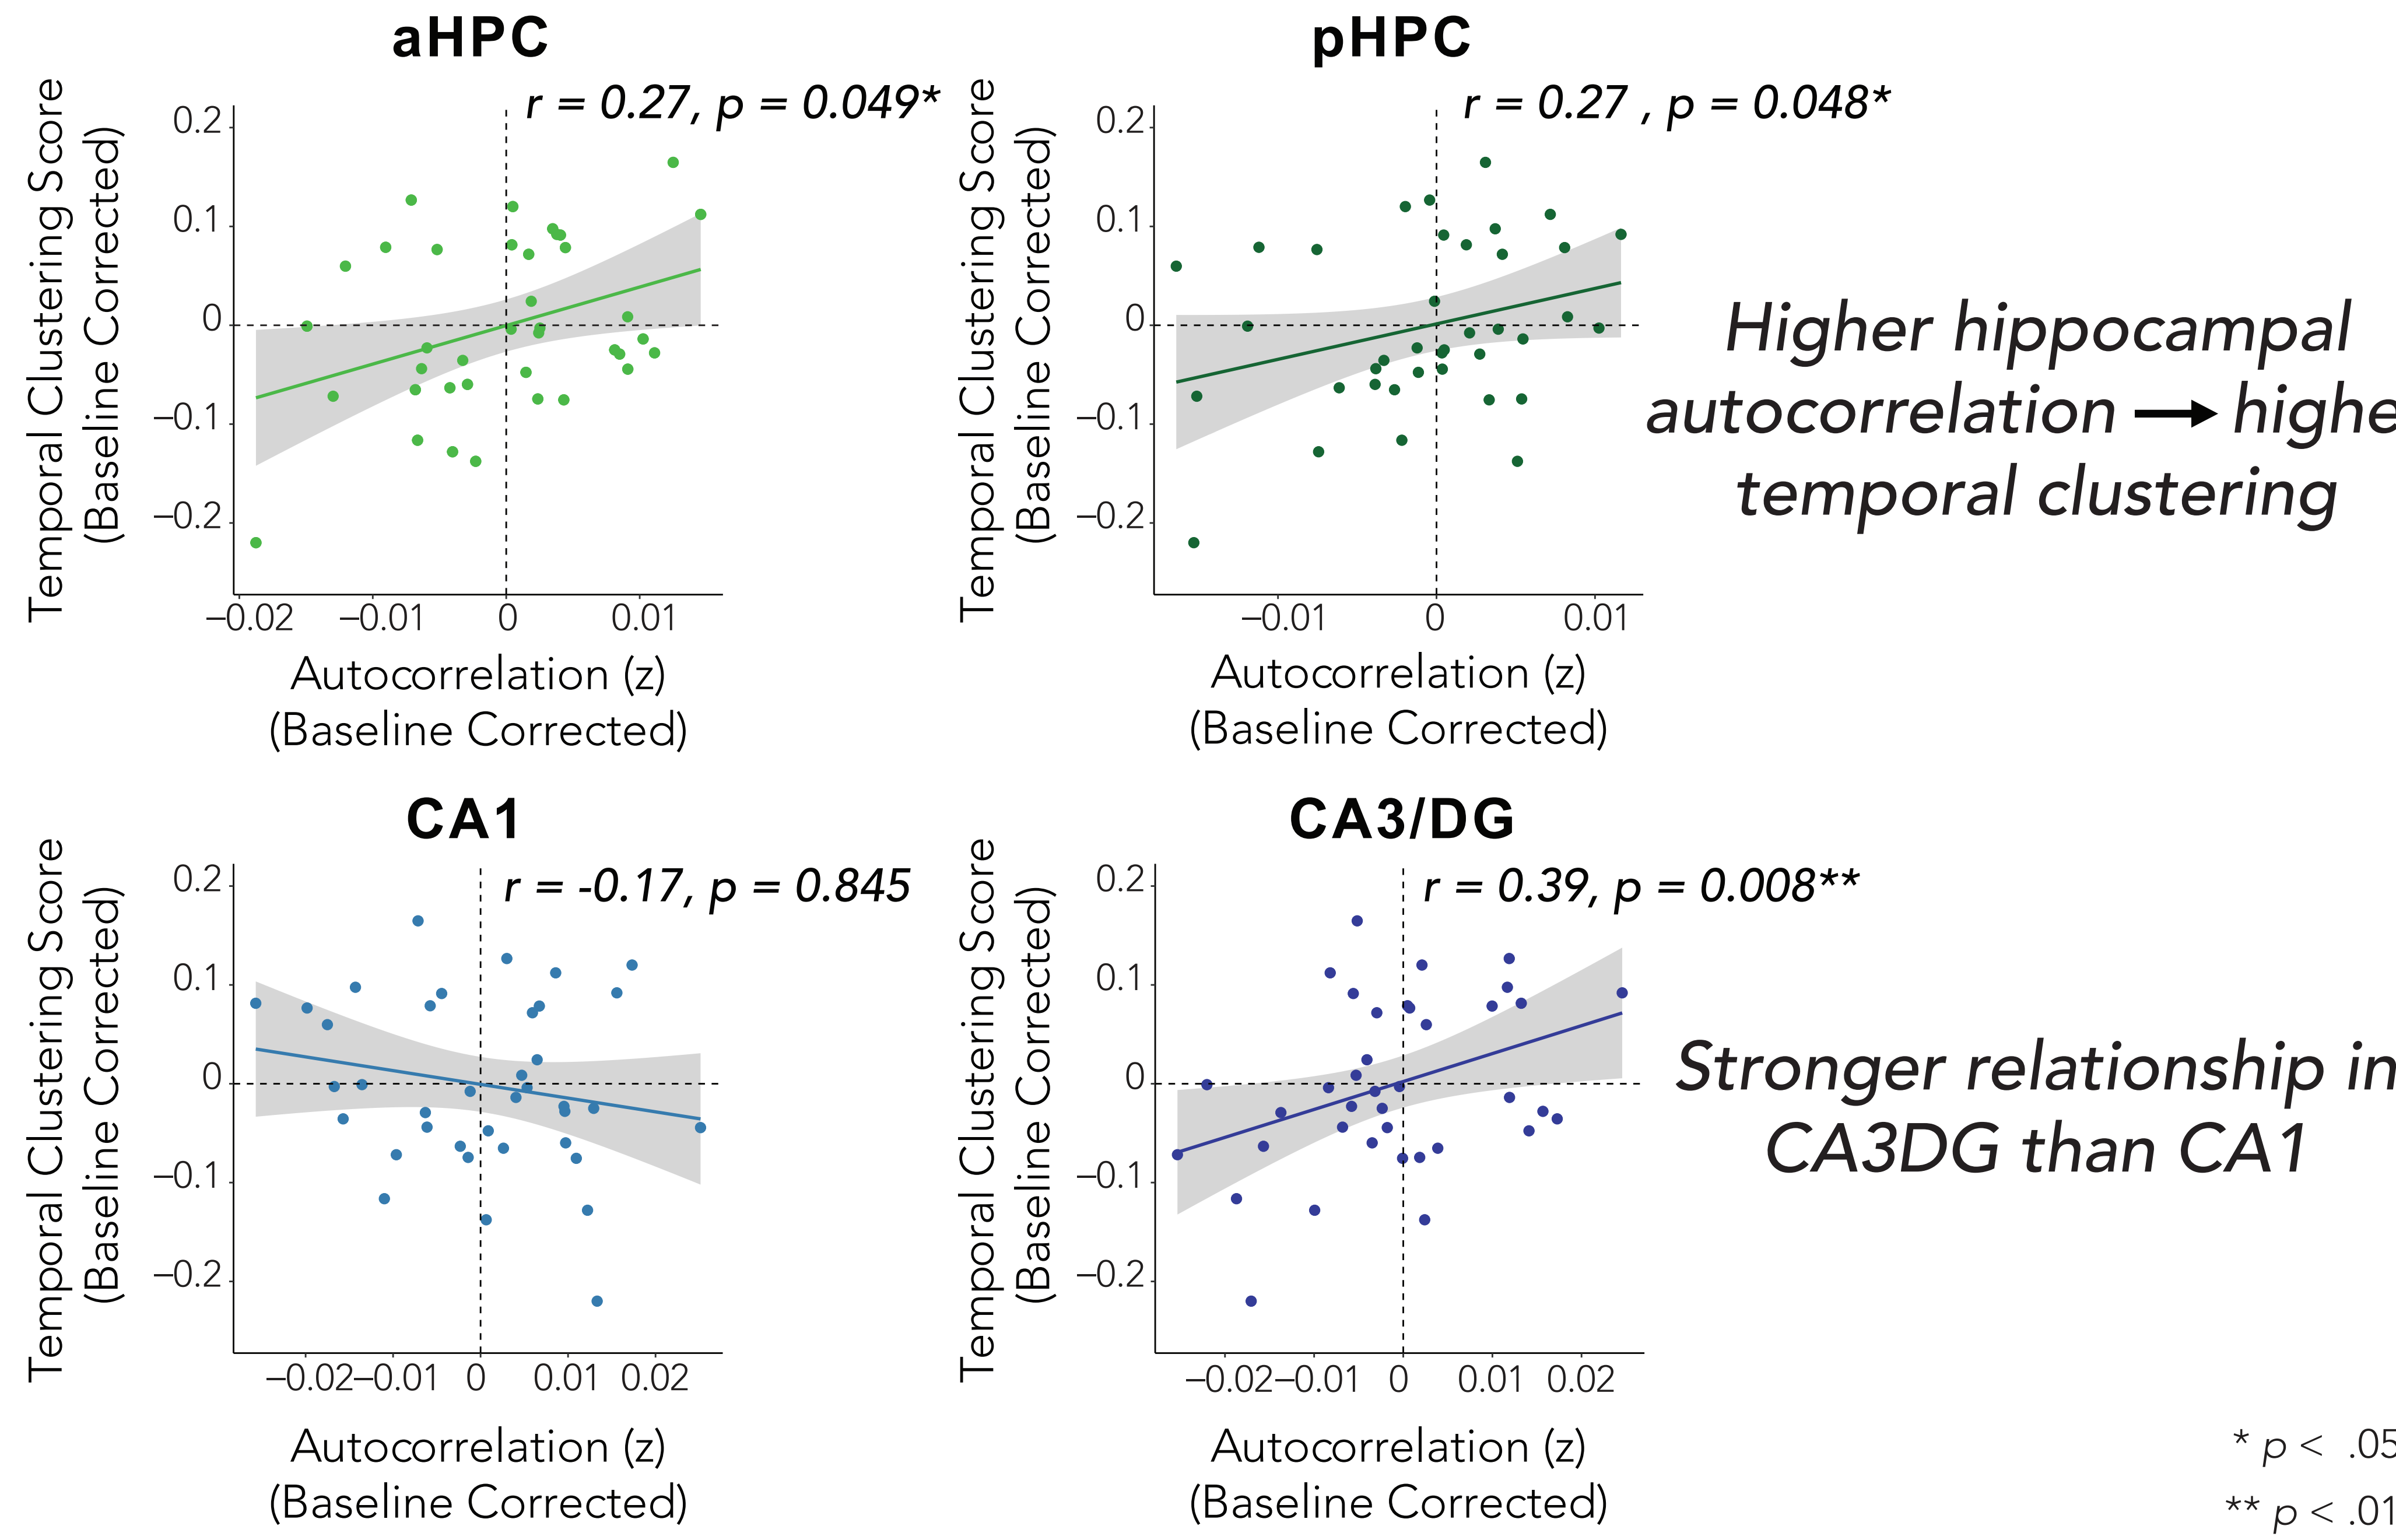 aHPC
r = 0.27, p = 0.049*
Temporal Clustering Score
(Baseline Corrected)
0.2
0.1
0
−0.1
−0.2
−0.02 −0.01 0 0.01
Autocorrelation (z)
(Baseline Corrected)
pHPC
r = 0.27 , p = 0.048*
Temporal Clustering Score
(Baseline Corrected)
0.2
0.1
0
−0.1
−0.2
−0.01 0 0.01
Autocorrelation (z)
(Baseline Corrected)
Higher hippocampal
autocorrelation → highe
temporal clustering
CA1
r = -0.17, p = 0.845
Temporal Clustering Score
(Baseline Corrected)
0.2
0.1
0
−0.1
−0.2
−0.02 −0.01 0 0.01 0.02
Autocorrelation (z)
(Baseline Corrected)
CA3/DG
r = 0.39, p = 0.008**
Temporal Clustering Score
(Baseline Corrected)
0.2
0.1
0
−0.1
−0.2
−0.02 −0.01 0 0.01 0.02
Autocorrelation (z)
(Baseline Corrected)
Stronger relationship in
CA3DG than CA1
* p < .05
** p < .01